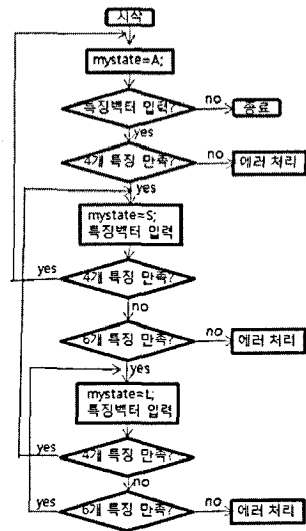 시작
mystate=A;
특징벡터 입력?
no
종료
yes
4개 특징 만족?
no
에러 처리
yes
mystate=S;
특징벡터 입력
yes
4개 특징 만족?
no
6개 특징 만족?
no
에러 처리
yes
mystate=L;
특징벡터 입력
yes
4개 특징 만족?
no
yes
6개 특징 만족?
no
에러 처리